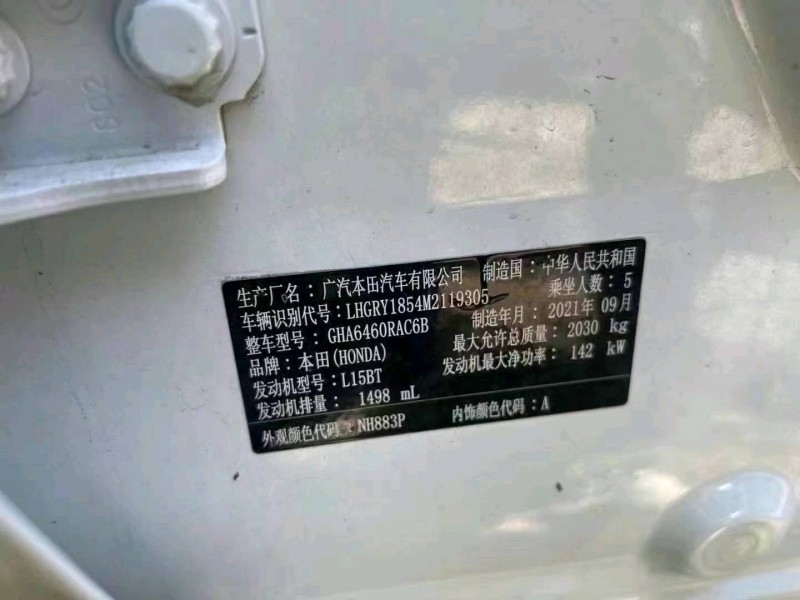 602
生产厂名：广汽本田汽车有限公司 制造国：中华人民共和国
车辆识别代号：LHGRY1854M2119305 乘坐人数：5
整车型号：GHA6460RAC6B 制造年月：2021年 09月
品牌：本田(HONDA) 最大允许总质量：2030 kg
发动机型号：L15BT 发动机最大净功率：142 kW
发动机排量：1498 mL
外观颜色代码：NH883P 内饰颜色代码：A